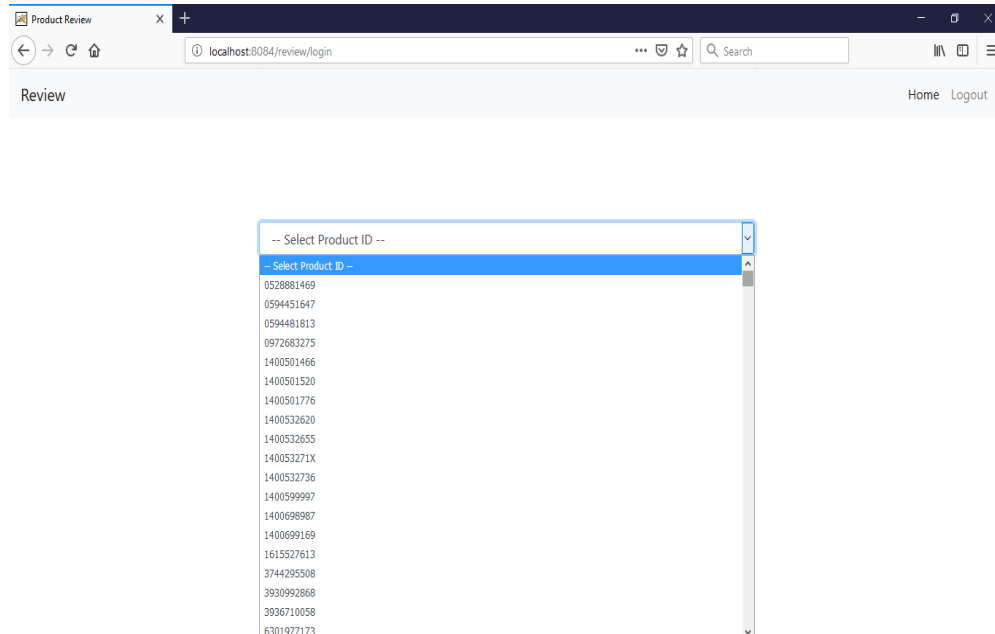 Product Review
localhost:8084/review/login
Search
Review
Home Logout
-- Select Product ID --
-- Select Product ID --
0528881469
0594451647
0594481813
0972683275
1400501466
1400501520
1400501776
1400532620
1400532655
140053271X
1400532736
1400599997
1400698987
1400699169
1615527613
3744295508
3930992868
3936710058
6301977173